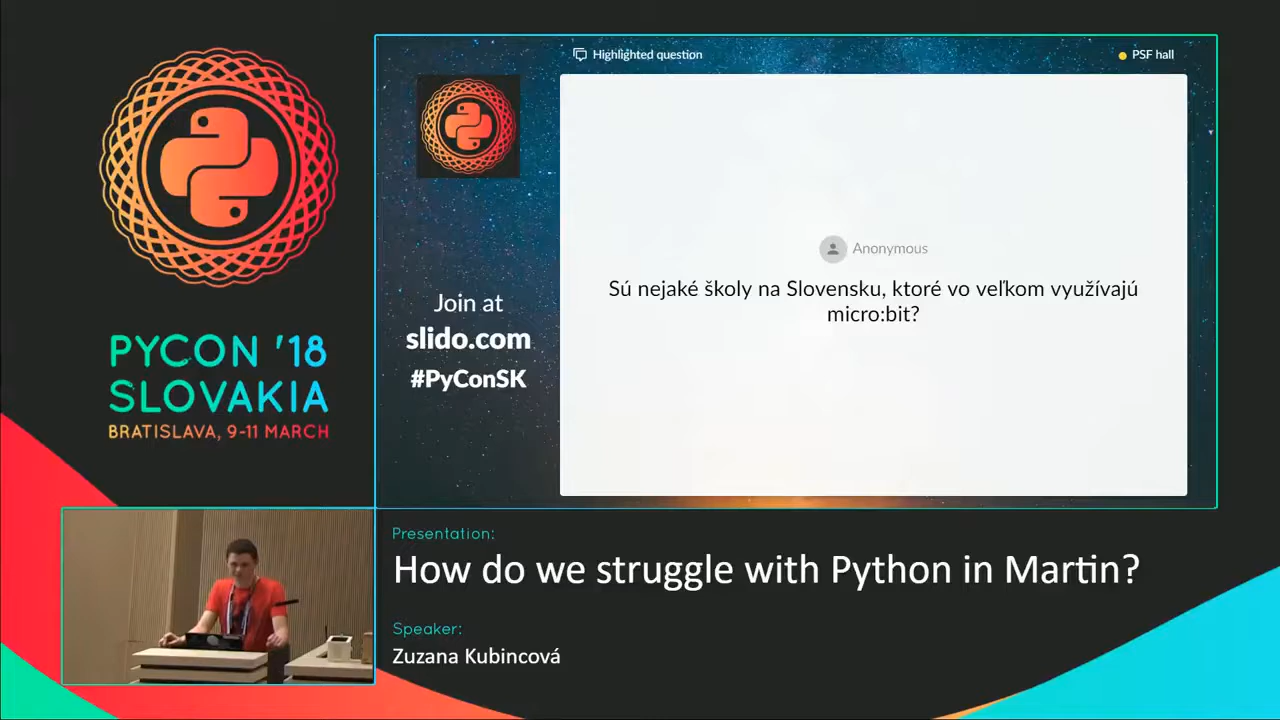 PYCON '18
SLOVAKIA
BRATISLAVA, 9-11 MARCH
Highlighted question
PSF hall
Join at
slido.com
#PyConSK
Anonymous
Sú nejaké školy na Slovensku, ktoré vo veľkom využívajú
micro:bit?
Presentation:
How do we struggle with Python in Martin?
Speaker:
Zuzana Kubincová